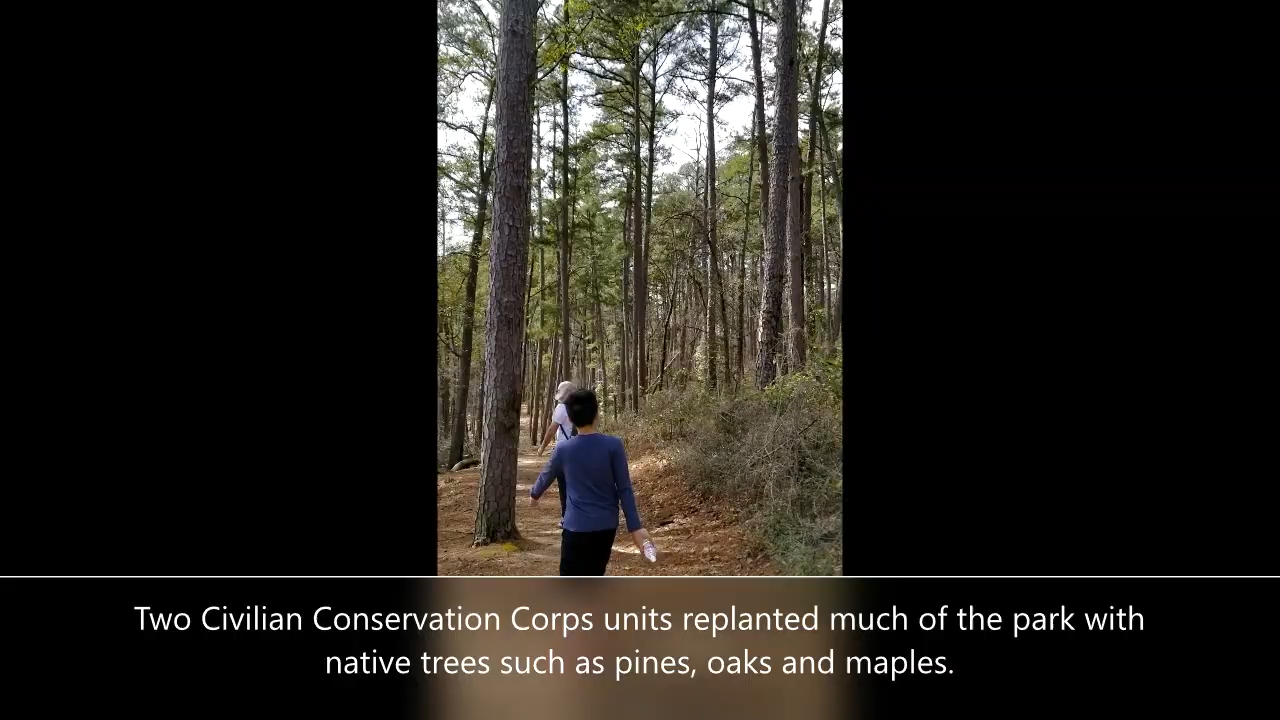 Two Civilian Conservation Corps units replanted much of the park with
native trees such as pines, oaks and maples.